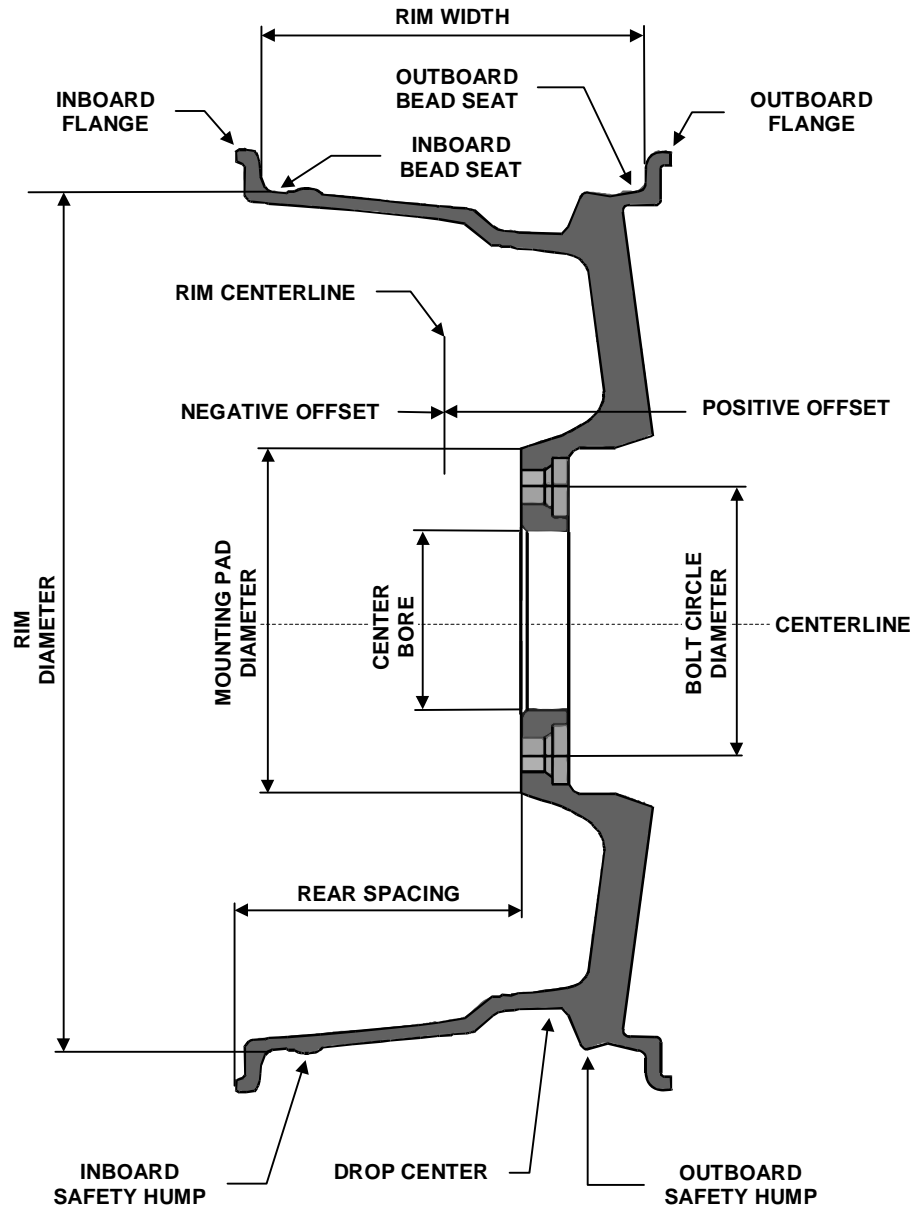 RIM WIDTH
OUTBOARD
BEAD SEAT
INBOARD
FLANGE
OUTBOARD
FLANGE
INBOARD
BEAD SEAT
RIM CENTERLINE
NEGATIVE OFFSET
POSITIVE OFFSET
RIM
DIAMETER
MOUNTING PAD
DIAMETER
CENTER
BORE
BOLT CIRCLE
DIAMETER
CENTERLINE
REAR SPACING
INBOARD
SAFETY HUMP
DROP CENTER
OUTBOARD
SAFETY HUMP